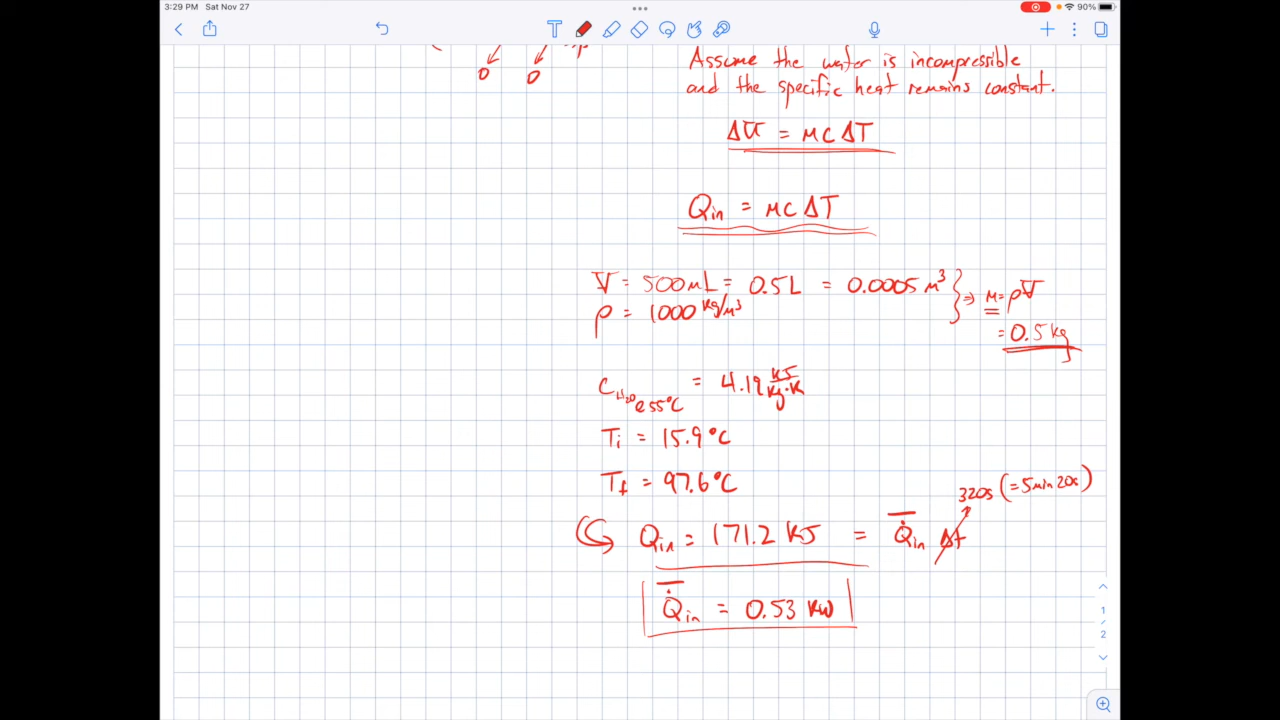 3:29 PM Sat Nov 27
90%
0 0
Assume the water is incompressible
and the specific heat remains constant.
ΔU = mcΔT
Qin = mcΔT
V = 500mL = 0.5L = 0.0005 m³ } ⇒ m = ρV
ρ = 1000 kg/m³
= 0.5 kg
C H₂O @ 55°C = 4.19 kJ/kg·K
Ti = 15.9°C
Tf = 97.6°C
320s (= 5min 20s)
Qin = 171.2 kJ = Q̇in Δt
Q̇in = 0.53 kW
1
/
2